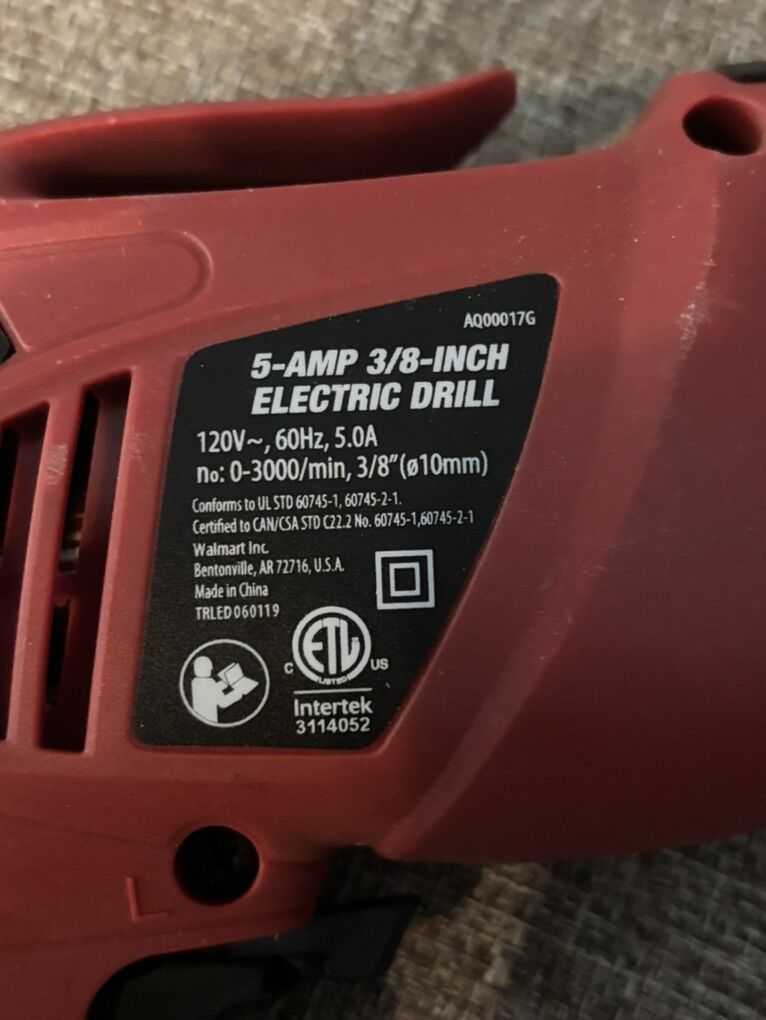 AQ00017G
5-AMP 3/8-INCH
ELECTRIC DRILL
120V~, 60Hz, 5.0A
no: 0-3000/min, 3/8"(ø10mm)
Conforms to UL STD 60745-1, 60745-2-1.
Certified to CAN/CSA STD C22.2 No. 60745-1,60745-2-1
Walmart Inc.
Bentonville, AR 72716, U.S.A.
Made in China
TRLED060119
C ETL US
LISTED
Intertek
3114052
L